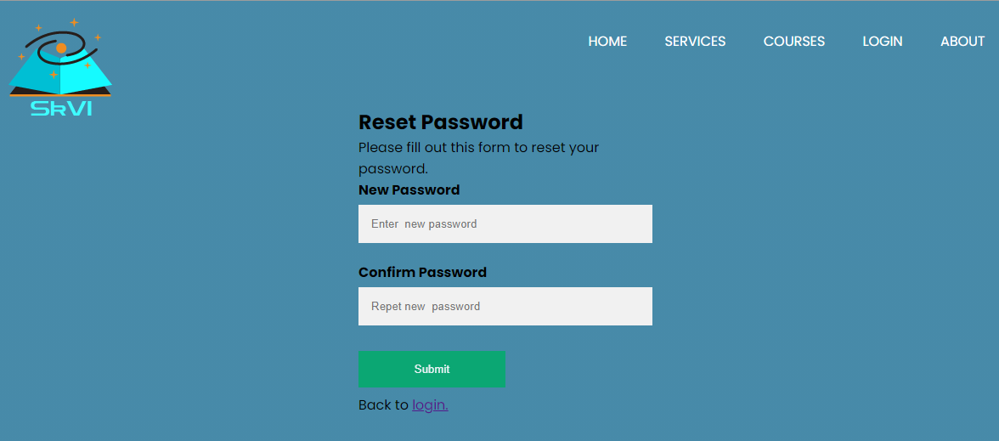 HOME SERVICES COURSES LOGIN ABOUT
SkVI
Reset Password
Please fill out this form to reset your
password.
New Password
Enter  new password
Confirm Password
Repet new  password
Submit
Back to login.